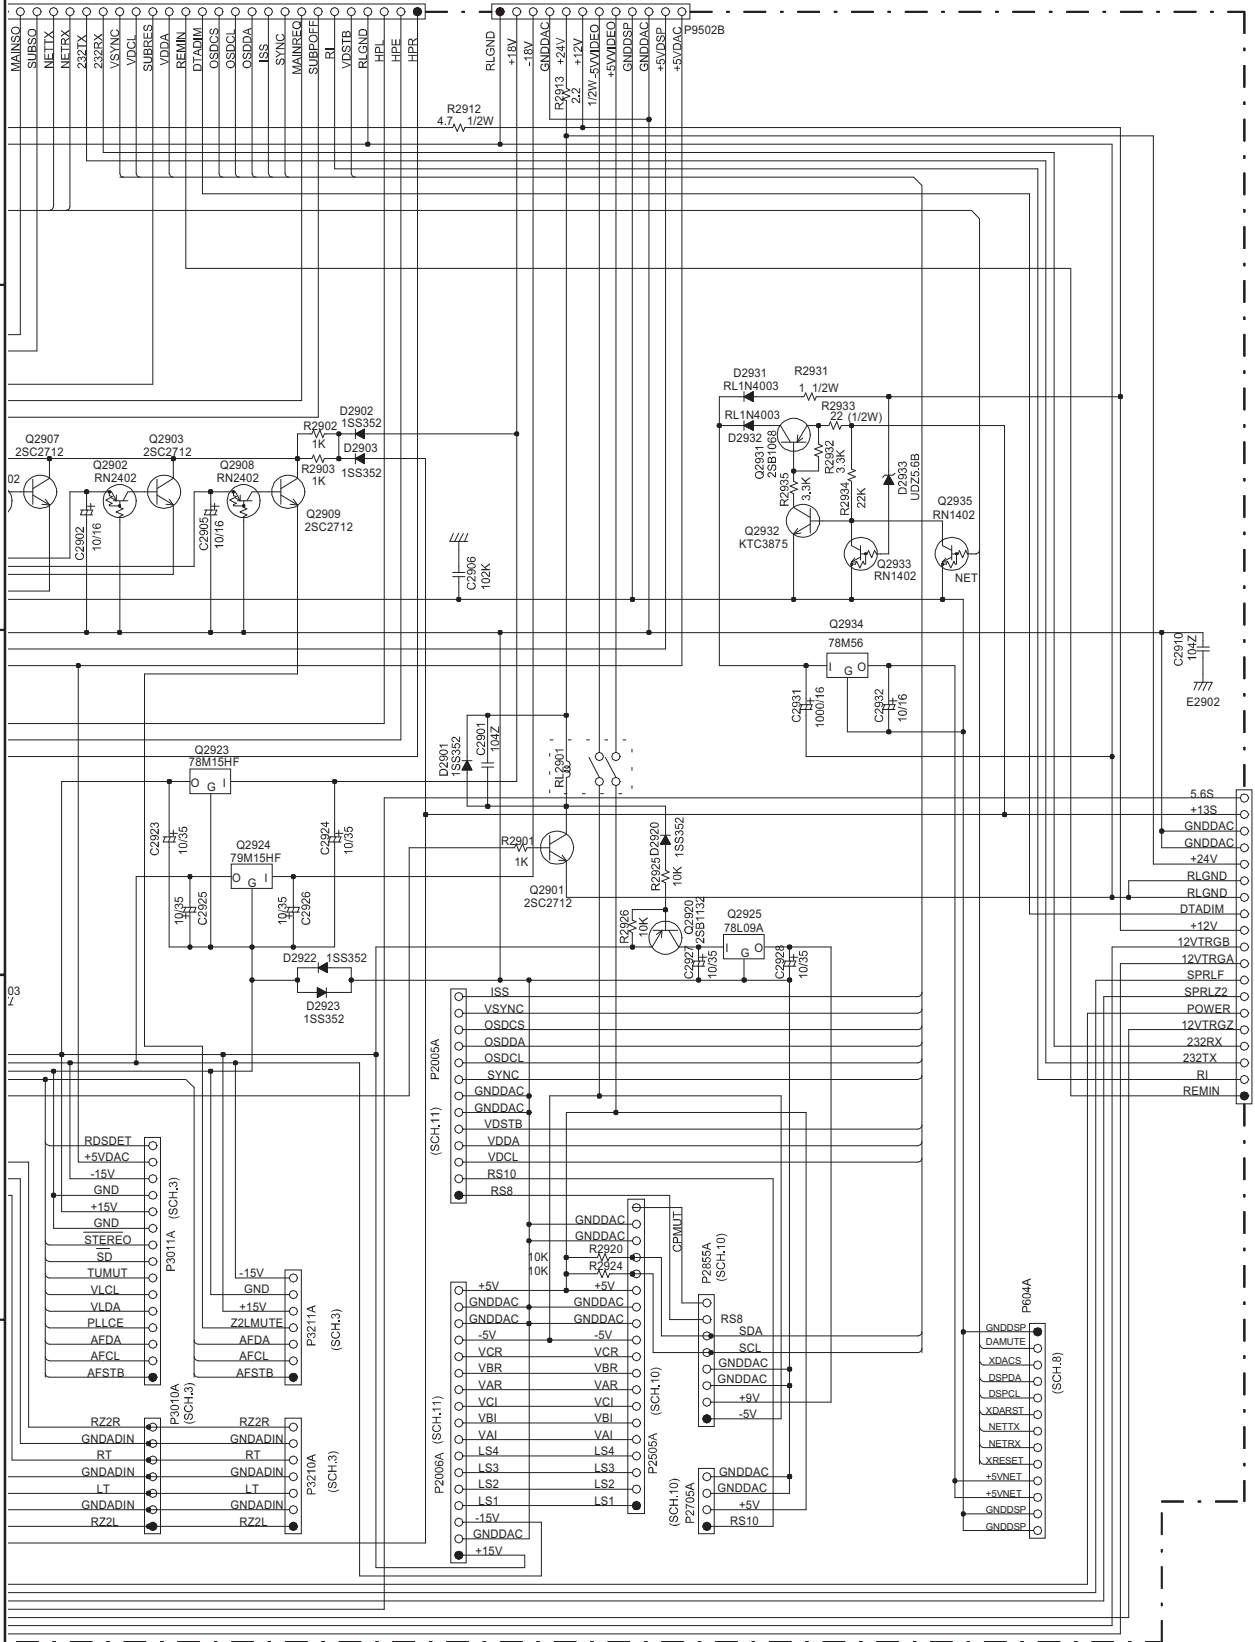 MAINSO
SUBSO
NETTX
NETRX
232TX
232RX
VSYNC
VDCL
SUBRES
VDDA
REMIN
DTADIM
OSDCS
OSDCL
OSDDA
ISS
SYNC
MAINREQ
SUBPOFF
RI
VDSTB
RLGND
HPL
HPE
HPR
RLGND
+18V
-18V
GNDDAC
+24V
+12V
-5VVIDEO
+5VVIDEO
GNDDSP
GNDDAC
+5VDSP
+5VDAC
P9502B
R2913
2.2
1/2W
R2912
4.7 1/2W
D2931
RL1N4003
R2931
1 1/2W
RL1N4003
D2932
R2933
22 (1/2W)
Q2931
2SB1068
R2932
3.3K
R2935
3.3K
R2934
22K
D2933
UDZ5.6B
Q2935
RN1402
Q2932
KTC3875
Q2933
RN1402
NET
D2902
1SS352
R2902
1K
D2903
1SS352
R2903
1K
Q2907
2SC2712
Q2903
2SC2712
Q2902
RN2402
Q2908
RN2402
02
Q2909
2SC2712
C2902
10/16
C2905
10/16
C2906
102K
Q2934
78M56
I G O
C2931
1000/16
C2932
10/16
C2910
104Z
E2902
D2901
1SS352
C2901
104Z
RL2901
Q2923
78M15HF
O G I
C2923
10/35
C2924
10/35
Q2924
79M15HF
O G I
10/35
C2925
10/35
C2926
R2901
1K
Q2901
2SC2712
D2920
1SS352
R2925
10K
R2926
10K
Q2920
2SB1132
Q2925
78L09A
I G O
C2927
10/35
C2928
10/35
D2922 1SS352
D2923
1SS352
03
5.6S
+13S
GNDDAC
GNDDAC
+24V
RLGND
RLGND
DTADIM
+12V
12VTRGB
12VTRGA
SPRLF
SPRLZ2
POWER
12VTRGZ
232RX
232TX
RI
REMIN
P2005A
(SCH.11)
ISS
VSYNC
OSDCS
OSDDA
OSDCL
SYNC
GNDDAC
GNDDAC
VDSTB
VDDA
VDCL
RS10
RS8
RDSDET
+5VDAC
-15V
GND
+15V
GND
STEREO
SD
TUMUT
VLCL
VLDA
PLLCE
AFDA
AFCL
AFSTB
P3011A
(SCH.3)
-15V
GND
+15V
Z2LMUTE
AFDA
AFCL
AFSTB
P3211A
(SCH.3)
P3010A
(SCH.3)
RZ2R
GNDADIN
RT
GNDADIN
LT
GNDADIN
RZ2L
RZ2R
GNDADIN
RT
GNDADIN
LT
GNDADIN
RZ2L
P3210A
(SCH.3)
P2006A (SCH.11)
+5V
GNDDAC
GNDDAC
-5V
VCR
VBR
VAR
VCI
VBI
VAI
LS4
LS3
LS2
LS1
-15V
GNDDAC
+15V
GNDDAC
GNDDAC
10K
R2920
10K
R2924
+5V
GNDDAC
GNDDAC
-5V
VCR
VBR
VAR
VCI
VBI
VAI
LS4
LS3
LS2
LS1
P2505A
(SCH.10)
CPMUT
P2855A
(SCH.10)
RS8
SDA
SCL
GNDDAC
GNDDAC
+9V
-5V
P2705A
(SCH.10)
GNDDAC
GNDDAC
+5V
RS10
P604A
(SCH.8)
GNDDSP
DAMUTE
XDACS
DSPDA
DSPCL
XDARST
NETTX
NETRX
XRESET
+5VNET
+5VNET
GNDDSP
GNDDSP